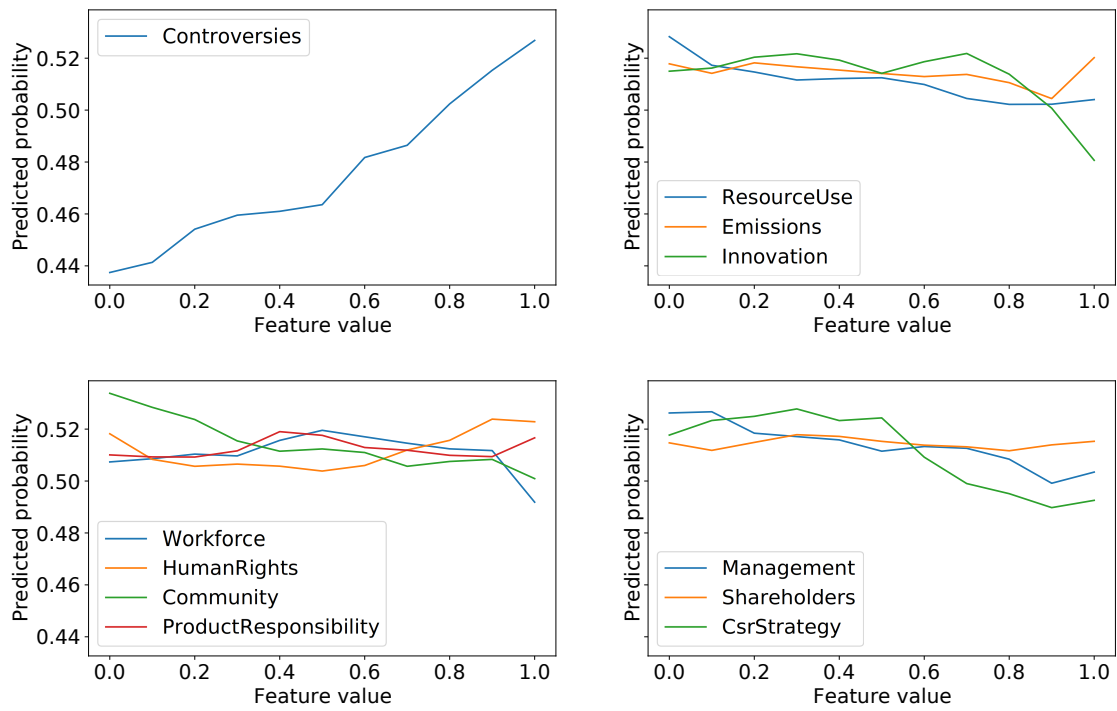 Controversies
Predicted probability
0.52
0.50
0.48
0.46
0.44
0.0 0.2 0.4 0.6 0.8 1.0
Feature value
Predicted probability
ResourceUse
Emissions
Innovation
0.0 0.2 0.4 0.6 0.8 1.0
Feature value
Predicted probability
0.52
0.50
0.48
0.46
0.44
Workforce
HumanRights
Community
ProductResponsibility
0.0 0.2 0.4 0.6 0.8 1.0
Feature value
Predicted probability
Management
Shareholders
CsrStrategy
0.0 0.2 0.4 0.6 0.8 1.0
Feature value